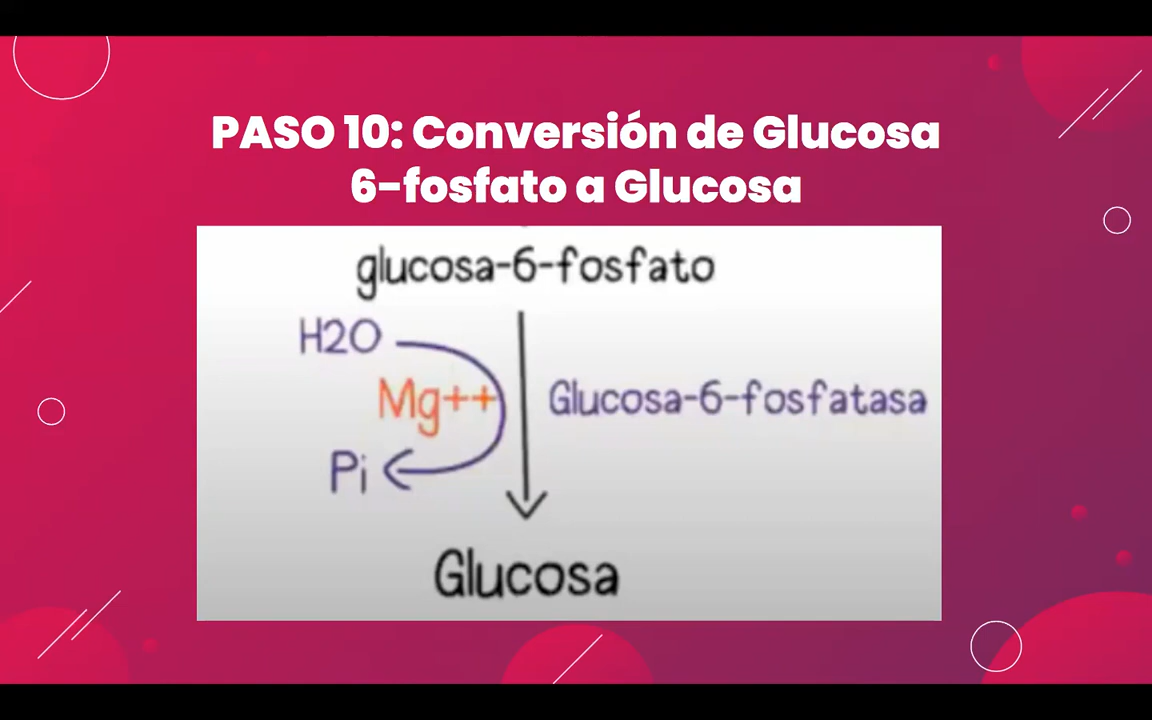 PASO 10: Conversión de Glucosa
6-fosfato a Glucosa
glucosa-6-fosfato
H2O
Mg++
Glucosa-6-fosfatasa
Pi
Glucosa